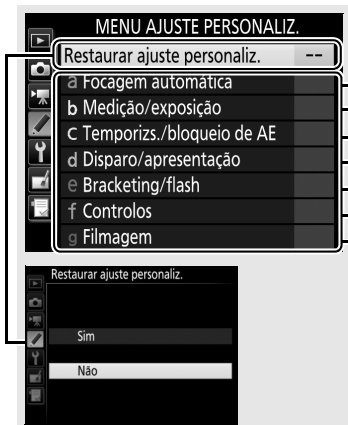 MENU AJUSTE PERSONALIZ.
Restaurar ajuste personaliz. --
a Focagem automática
b Medição/exposição
c Temporizs./bloqueio de AE
d Disparo/apresentação
e Bracketing/flash
f Controlos
g Filmagem
Restaurar ajuste personaliz.
Sim
Não